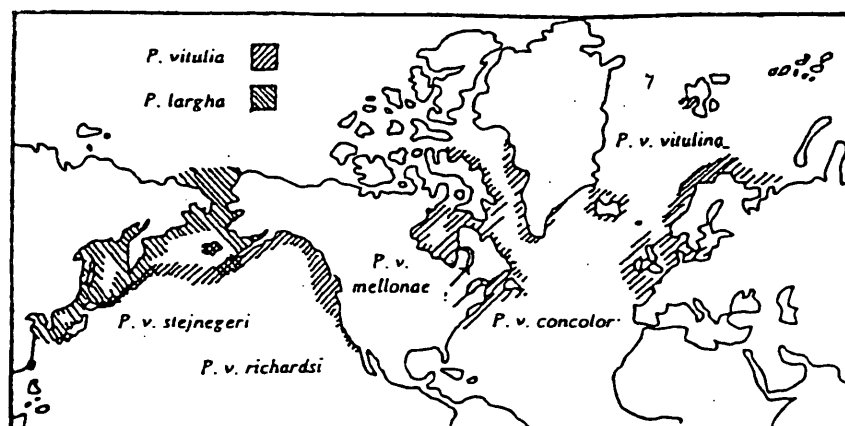 P. vitulia
P. largha
P. v. vitulina
P. v.
mellonae
P. v. stejnegeri
P. v. concolor
P. v. richardsi